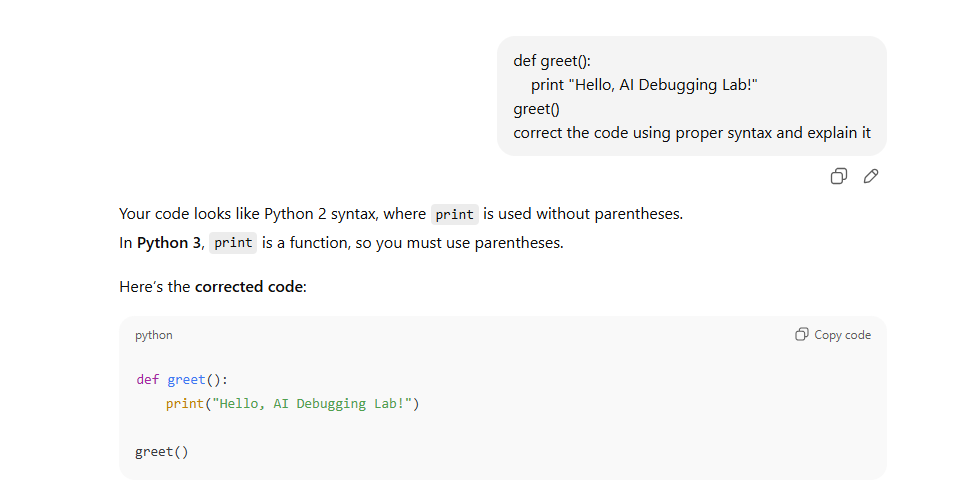 def greet():
    print "Hello, AI Debugging Lab!"
greet()
correct the code using proper syntax and explain it
Your code looks like Python 2 syntax, where print is used without parentheses.
In Python 3, print is a function, so you must use parentheses.
Here’s the corrected code:
python
Copy code
def greet():
    print("Hello, AI Debugging Lab!")
greet()